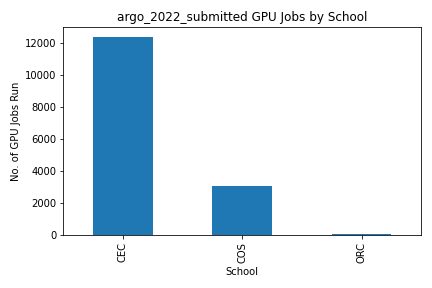 argo_2022_submitted GPU Jobs by School
No. of GPU Jobs Run
12000
10000
8000
6000
4000
2000
0
CEC
COS
ORC
School